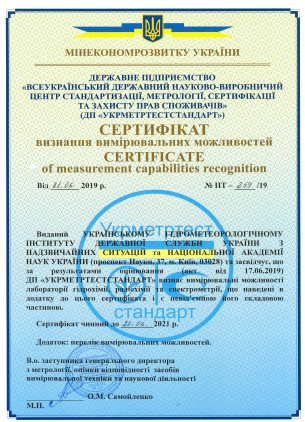 МІНЕКОНОМРОЗВИТКУ УКРАЇНИ
ДЕРЖАВНЕ ПІДПРИЄМСТВО
«ВСЕУКРАЇНСЬКИЙ ДЕРЖАВНИЙ НАУКОВО-ВИРОБНИЧИЙ
ЦЕНТР СТАНДАРТИЗАЦІЇ, МЕТРОЛОГІЇ, СЕРТИФІКАЦІЇ
ТА ЗАХИСТУ ПРАВ СПОЖИВАЧІВ»
(ДП «УКРМЕТРТЕСТСТАНДАРТ»)
СЕРТИФІКАТ
визнання вимірювальних можливостей
CERTIFICATE
of measurement capabilities recognition
Від 21.06 2019 р. № ПТ – /19
Укрметртест
стандарт
Виданий УКРАЇНСЬКОМУ ГІДРОМЕТЕОРОЛОГІЧНОМУ
ІНСТИТУТУ ДЕРЖАВНОЇ СЛУЖБИ УКРАЇНИ З
НАДЗВИЧАЙНИХ СИТУАЦІЙ та НАЦІОНАЛЬНОЇ АКАДЕМІЇ
НАУК УКРАЇНИ (проспект Науки, 37, м. Київ, 03028) та засвідчує, що
за результатами оцінювання (акт від 17.06.2019)
ДП «УКРМЕТРТЕСТСТАНДАРТ» визнає вимірювальні можливості
лабораторії гідрохімії, радіохімії та спектрометрії, що наведені в
додатку до цього сертифіката і є невід'ємною його складовою
частиною.
Сертифікат чинний до 20.06. 2021 р.
Додаток: перелік вимірювальних можливостей.
В.о. заступника генерального директора
з метрології, оцінки відповідності засобів
вимірювальної техніки та наукової діяльності
О.М. Самойленко
М.П.